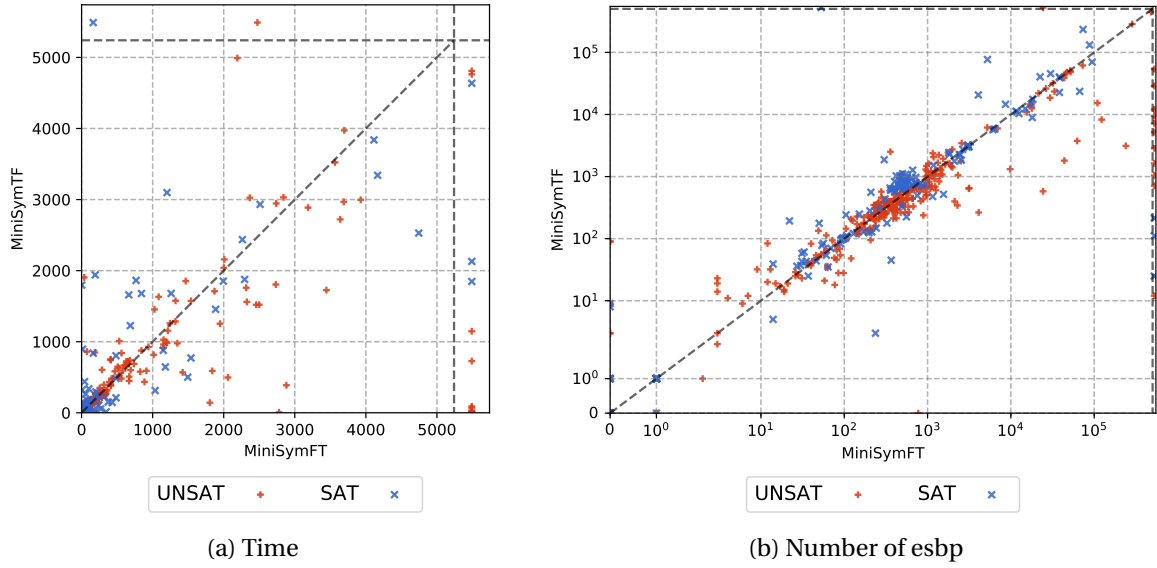 5000
4000
3000
2000
1000
0
MiniSymTF
0 1000 2000 3000 4000 5000
MiniSymFT
UNSAT SAT
(a) Time
10^5
10^4
10^3
10^2
10^1
10^0
0
MiniSymTF
0 10^0 10^1 10^2 10^3 10^4 10^5
MiniSymFT
UNSAT SAT
(b) Number of esbp